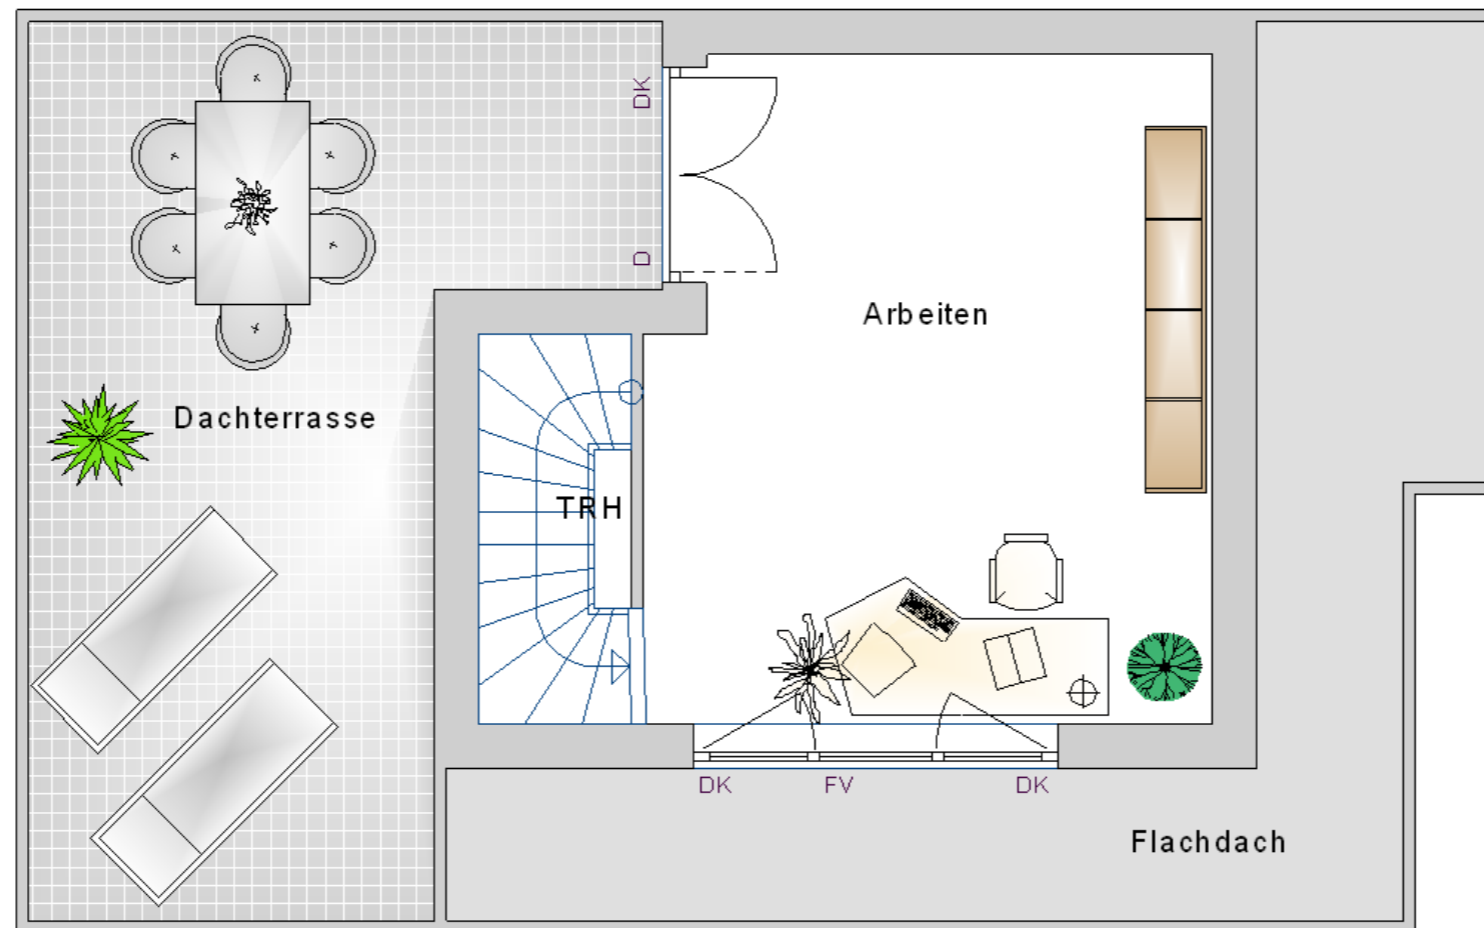 DK
D
Arbeiten
Dachterrasse
TRH
DK FV DK
Flachdach